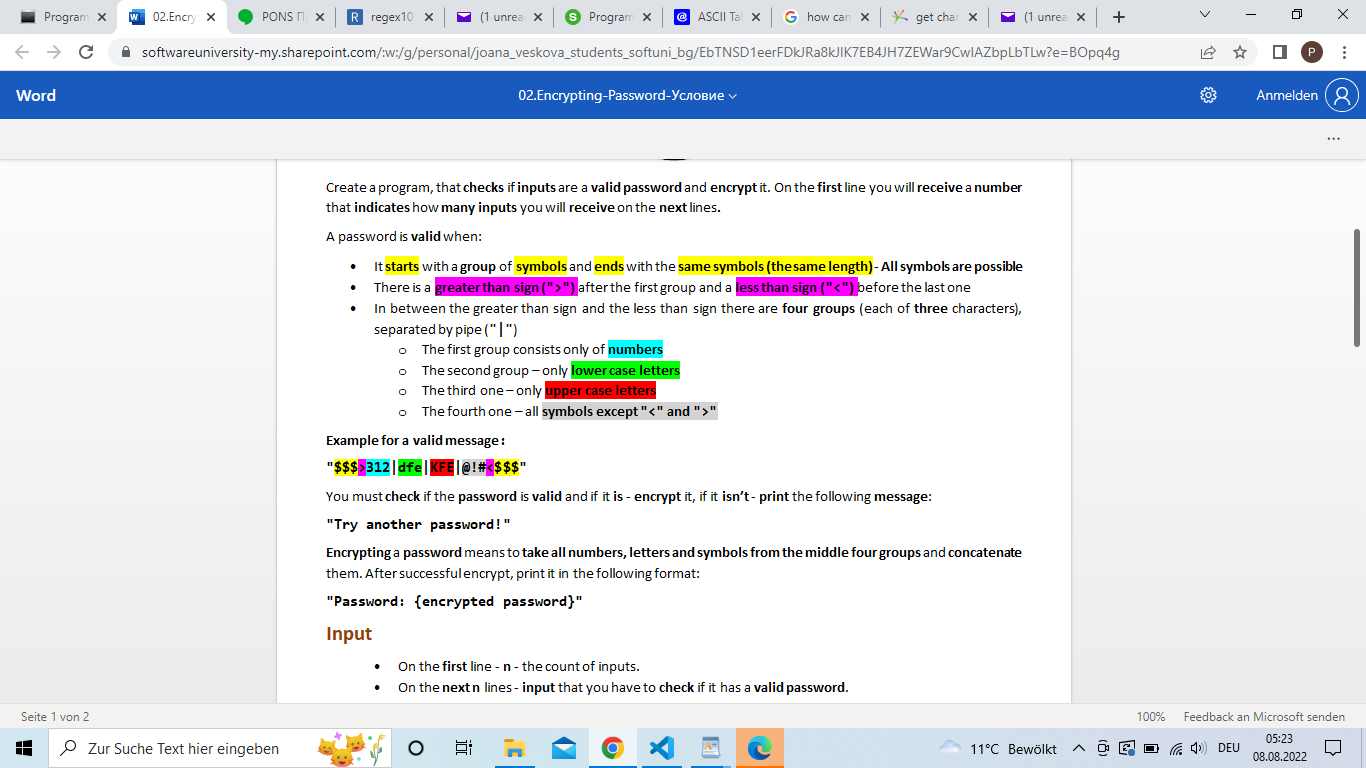 Program
02.Encry
PONS П
regex10
(1 unrea
Program
ASCII Ta
how can
get char
(1 unrea
softwareuniversity-my.sharepoint.com/:w:/g/personal/joana_veskova_students_softuni_bg/EbTNSD1eerFDkJRa8kJIK7EB4JH7ZEWar9CwIAZbpLbTLw?e=BOpq4g
P
Word
02.Encrypting-Password-Условие
Anmelden
Create a program, that checks if inputs are a valid password and encrypt it. On the first line you will receive a number
that indicates how many inputs you will receive on the next lines.
A password is valid when:
• It starts with a group of symbols and ends with the same symbols (the same length) - All symbols are possible
• There is a greater than sign (">") after the first group and a less than sign ("<") before the last one
• In between the greater than sign and the less than sign there are four groups (each of three characters),
separated by pipe ("|")
o The first group consists only of numbers
o The second group – only lower case letters
o The third one – only upper case letters
o The fourth one – all symbols except "<" and ">"
Example for a valid message:
"$$$>312|dfe|KFE|@!#<$$$"
You must check if the password is valid and if it is - encrypt it, if it isn’t - print the following message:
"Try another password!"
Encrypting a password means to take all numbers, letters and symbols from the middle four groups and concatenate
them. After successful encrypt, print it in the following format:
"Password: {encrypted password}"
Input
• On the first line - n - the count of inputs.
• On the next n lines - input that you have to check if it has a valid password.
Seite 1 von 2
100%
Feedback an Microsoft senden
Zur Suche Text hier eingeben
11°C Bewölkt
DEU
05:23
08.08.2022